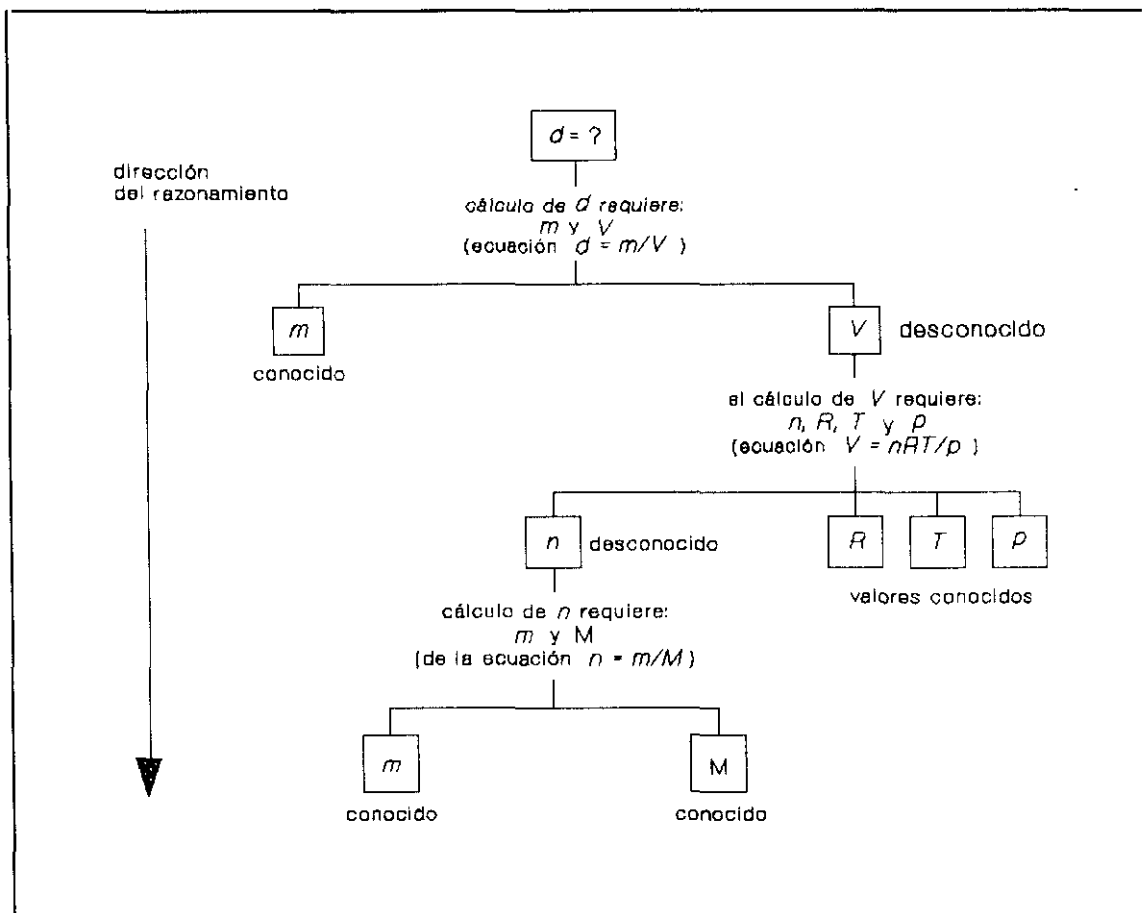 d = ?
dirección
del razonamiento
cálculo de d requiere:
m y V
(ecuación d = m/V )
m
V desconocido
conocido
el cálculo de V requiere:
n, R, T y p
(ecuación V = nRT/p )
n desconocido
R
T
p
valores conocidos
cálculo de n requiere:
m y M
(de la ecuación n = m/M )
m
M
conocido
conocido